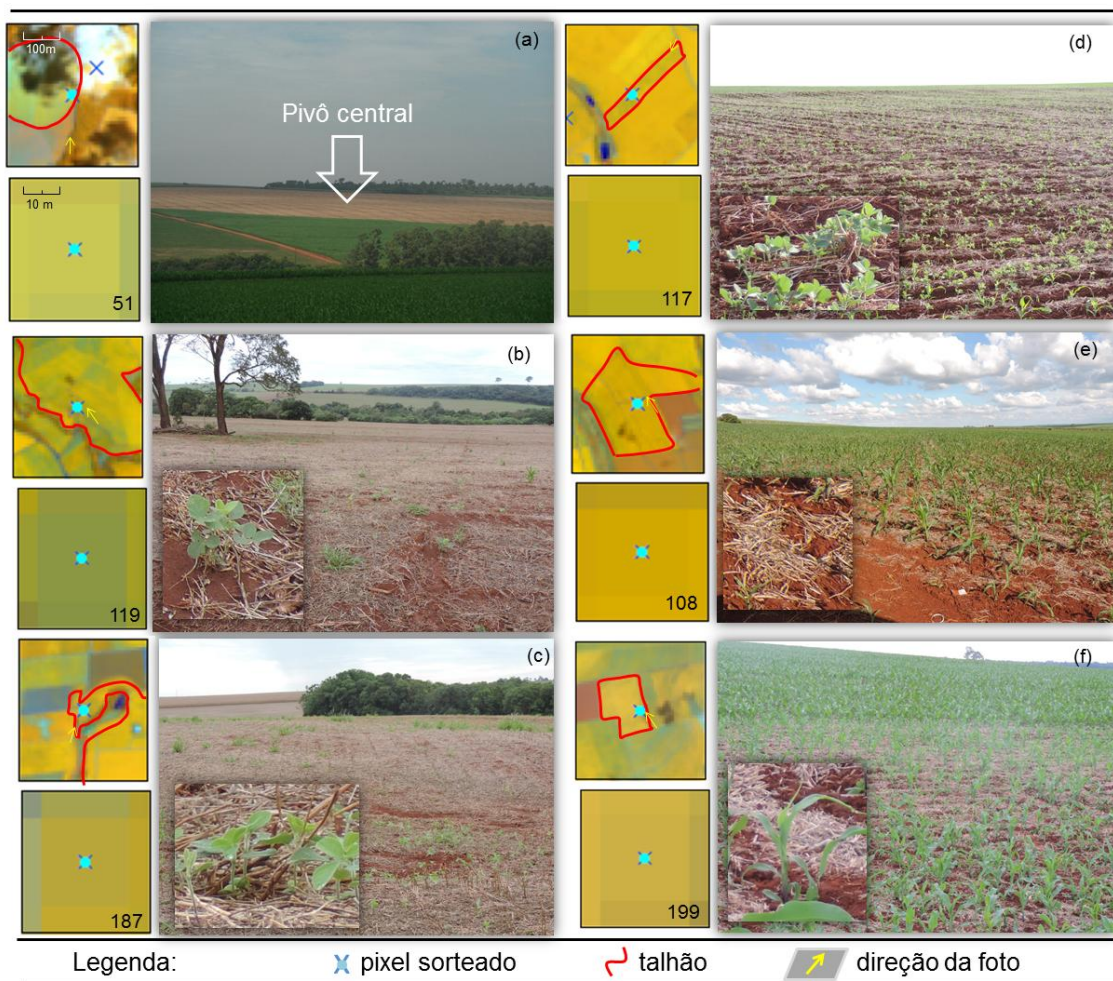 100m
(a)
Pivô central
10 m
51
(b)
119
(c)
187
(d)
117
(e)
108
(f)
199
Legenda: pixel sorteado talhão direção da foto